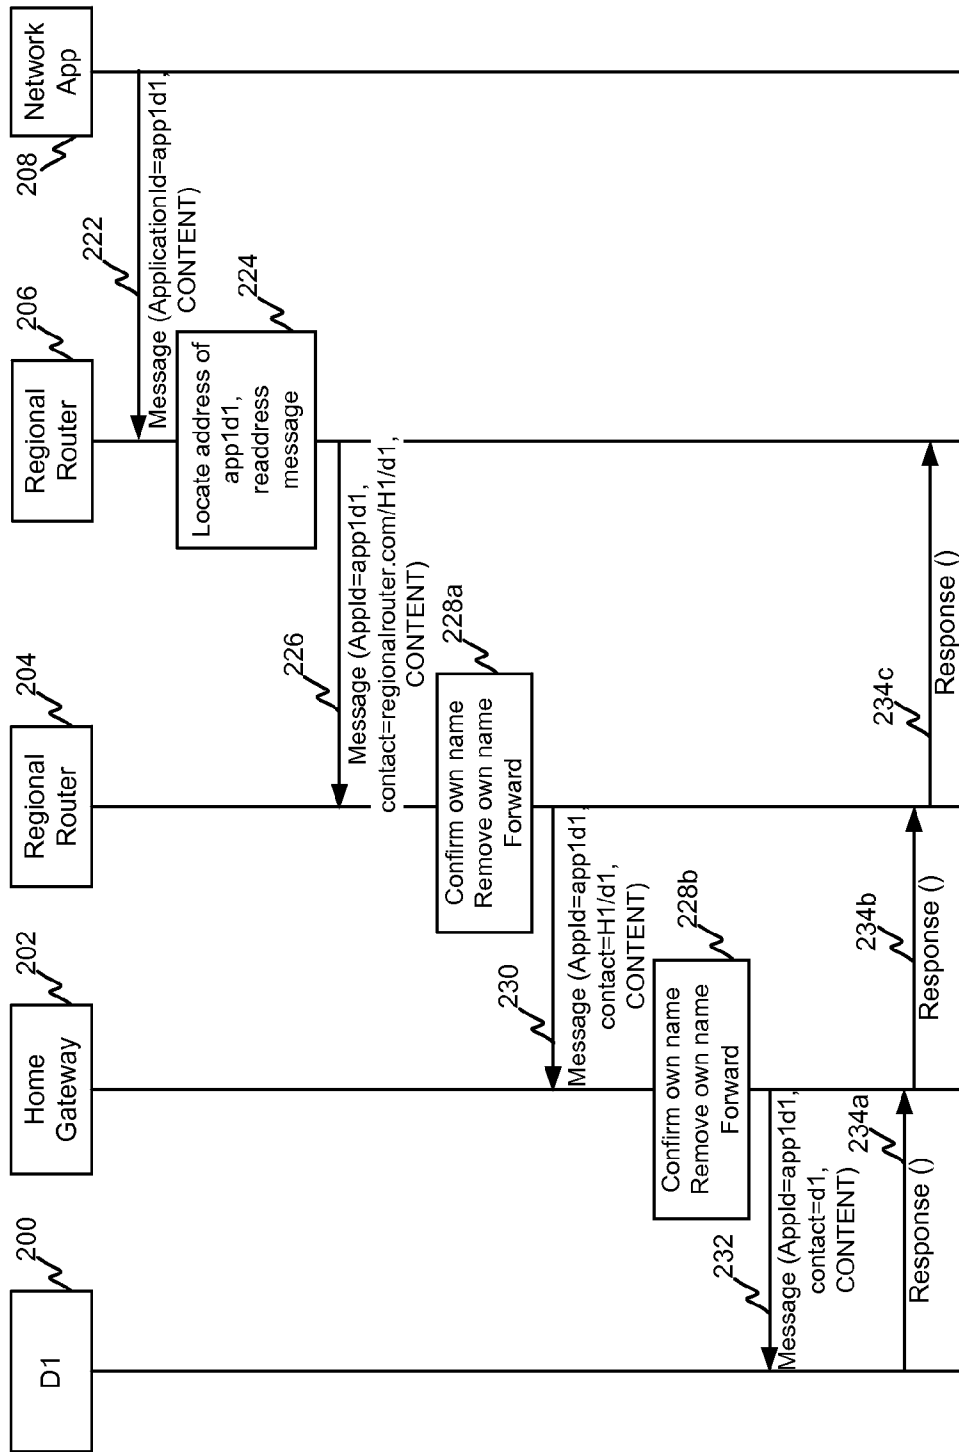 D1
200
Home
Gateway
202
Regional
Router
204
Regional
Router
206
Network
App
208
222
Message (ApplicationId=app1d1,
CONTENT)
Locate address of
app1d1,
readdress
message
224
226
Message (AppId=app1d1,
contact=regionalrouter.com/H1/d1,
CONTENT)
Confirm own name
Remove own name
Forward
228a
230
Message (AppId=app1d1,
contact=H1/d1,
CONTENT)
Confirm own name
Remove own name
Forward
228b
232
Message (AppId=app1d1,
contact=d1,
CONTENT)
234a
Response ()
234b
Response ()
234c
Response ()